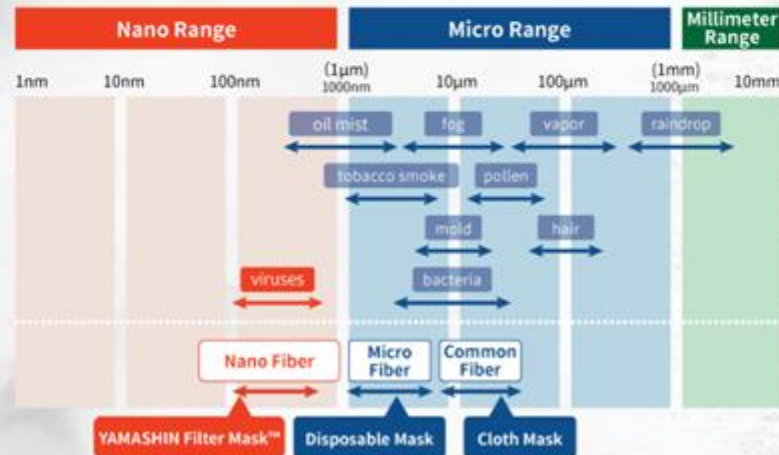 Nano Range
Micro Range
Millimeter
Range
1nm
10nm
100nm
(1μm)
1000nm
10μm
100μm
(1mm)
1000μm
10mm
oil mist
fog
vapor
raindrop
tobacco smoke
pollen
mold
hair
viruses
bacteria
Nano Fiber
Micro
Fiber
Common
Fiber
YAMASHIN Filter Mask™
Disposable Mask
Cloth Mask